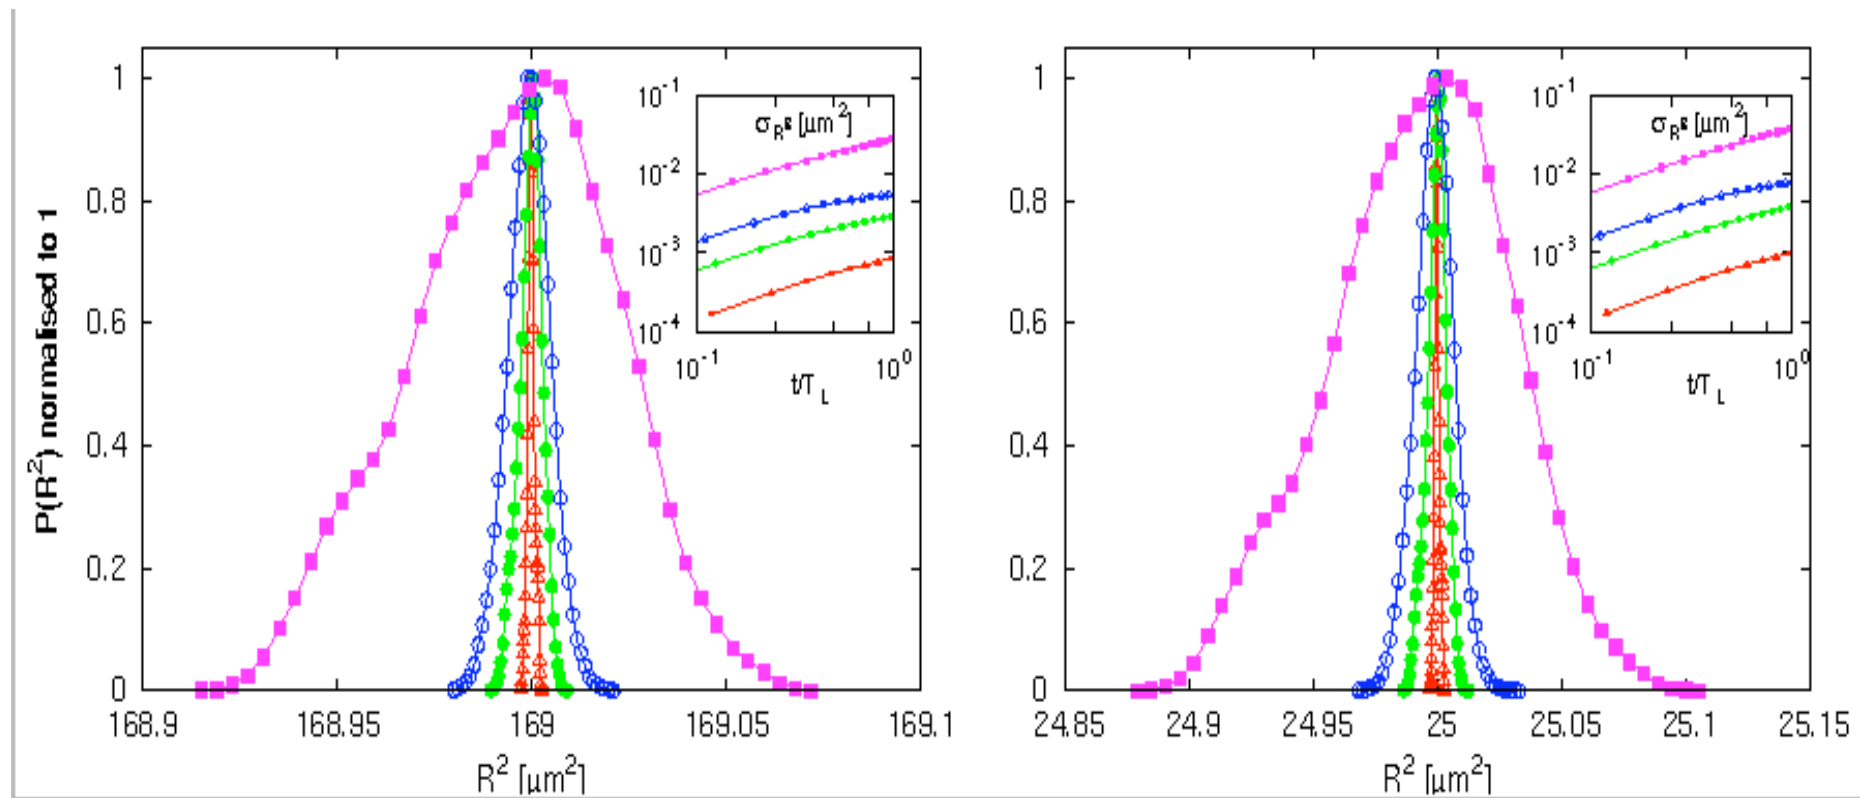 P(R²) normalised to 1
1
0.8
0.6
0.4
0.2
0
168.9 168.95 169 169.05 169.1
R² [μm²]
10⁻¹
10⁻²
10⁻³
10⁻⁴
[μm²]
10⁻¹ 10⁰
t/T_L
1
0.8
0.6
0.4
0.2
0
24.85 24.9 24.95 25 25.05 25.1 25.15
R² [μm²]
10⁻¹
10⁻²
10⁻³
10⁻⁴
[μm²]
10⁻¹ 10⁰
t/T_L